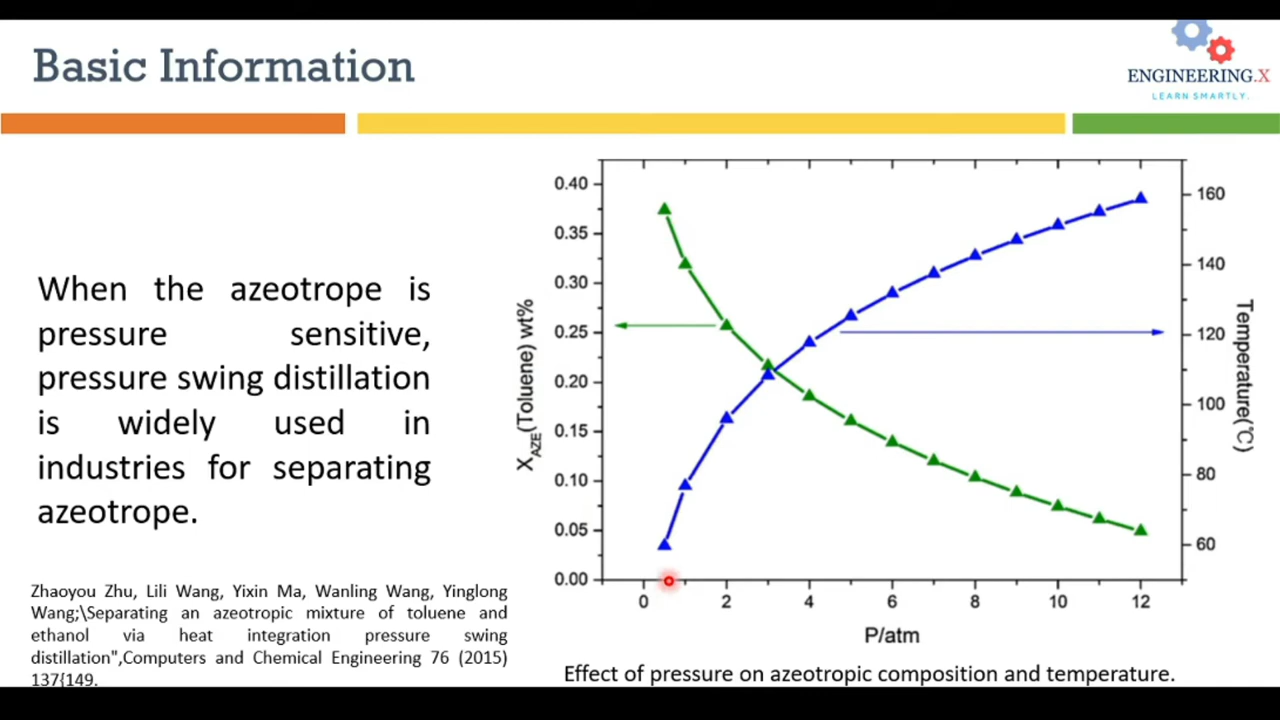 Basic Information
ENGINEERING.X
LEARN SMARTLY.
When the azeotrope is
pressure sensitive,
pressure swing distillation
is widely used in
industries for separating
azeotrope.
Zhaoyou Zhu, Lili Wang, Yixin Ma, Wanling Wang, Yinglong
Wang;\Separating an azeotropic mixture of toluene and
ethanol via heat integration pressure swing
distillation",Computers and Chemical Engineering 76 (2015)
137{149.
X_AZE(Toluene) wt%
0.40
0.35
0.30
0.25
0.20
0.15
0.10
0.05
0.00
0 2 4 6 8 10 12
P/atm
160
140
120
100
80
60
Temperature(℃)
Effect of pressure on azeotropic composition and temperature.